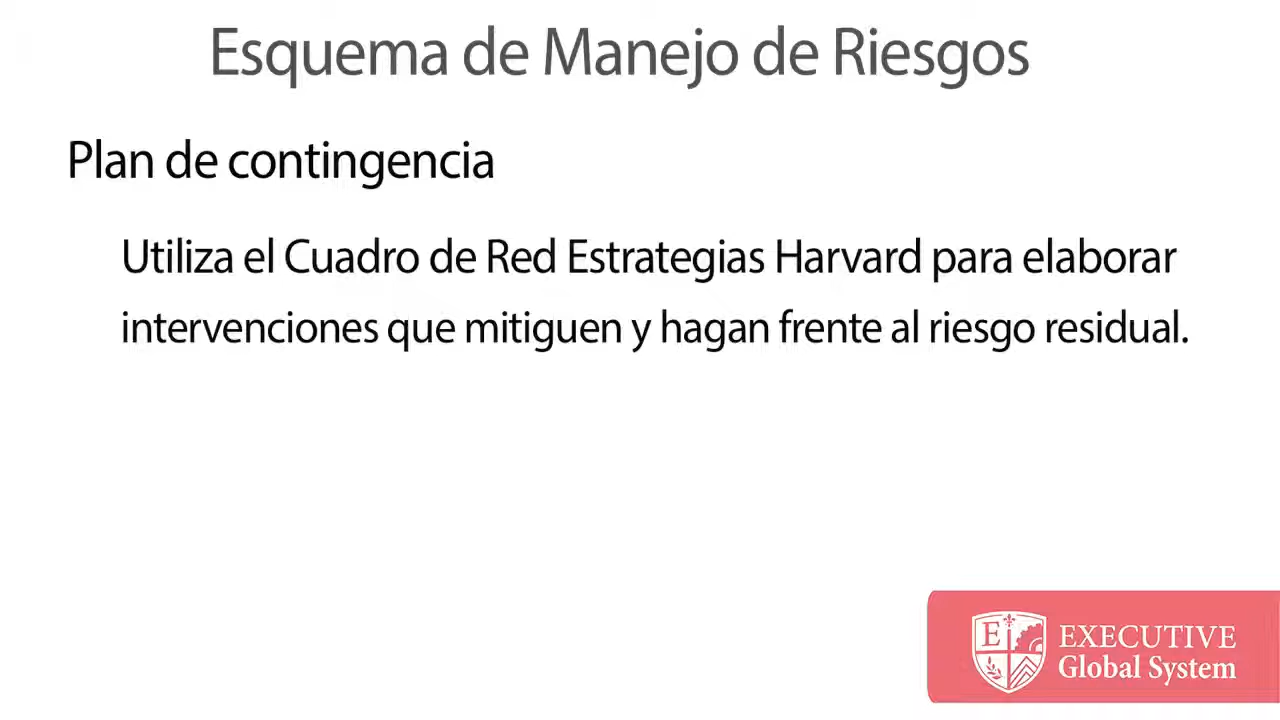 Esquema de Manejo de Riesgos
Plan de contingencia
Utiliza el Cuadro de Red Estrategias Harvard para elaborar
intervenciones que mitiguen y hagan frente al riesgo residual.
E
EXECUTIVE
Global System